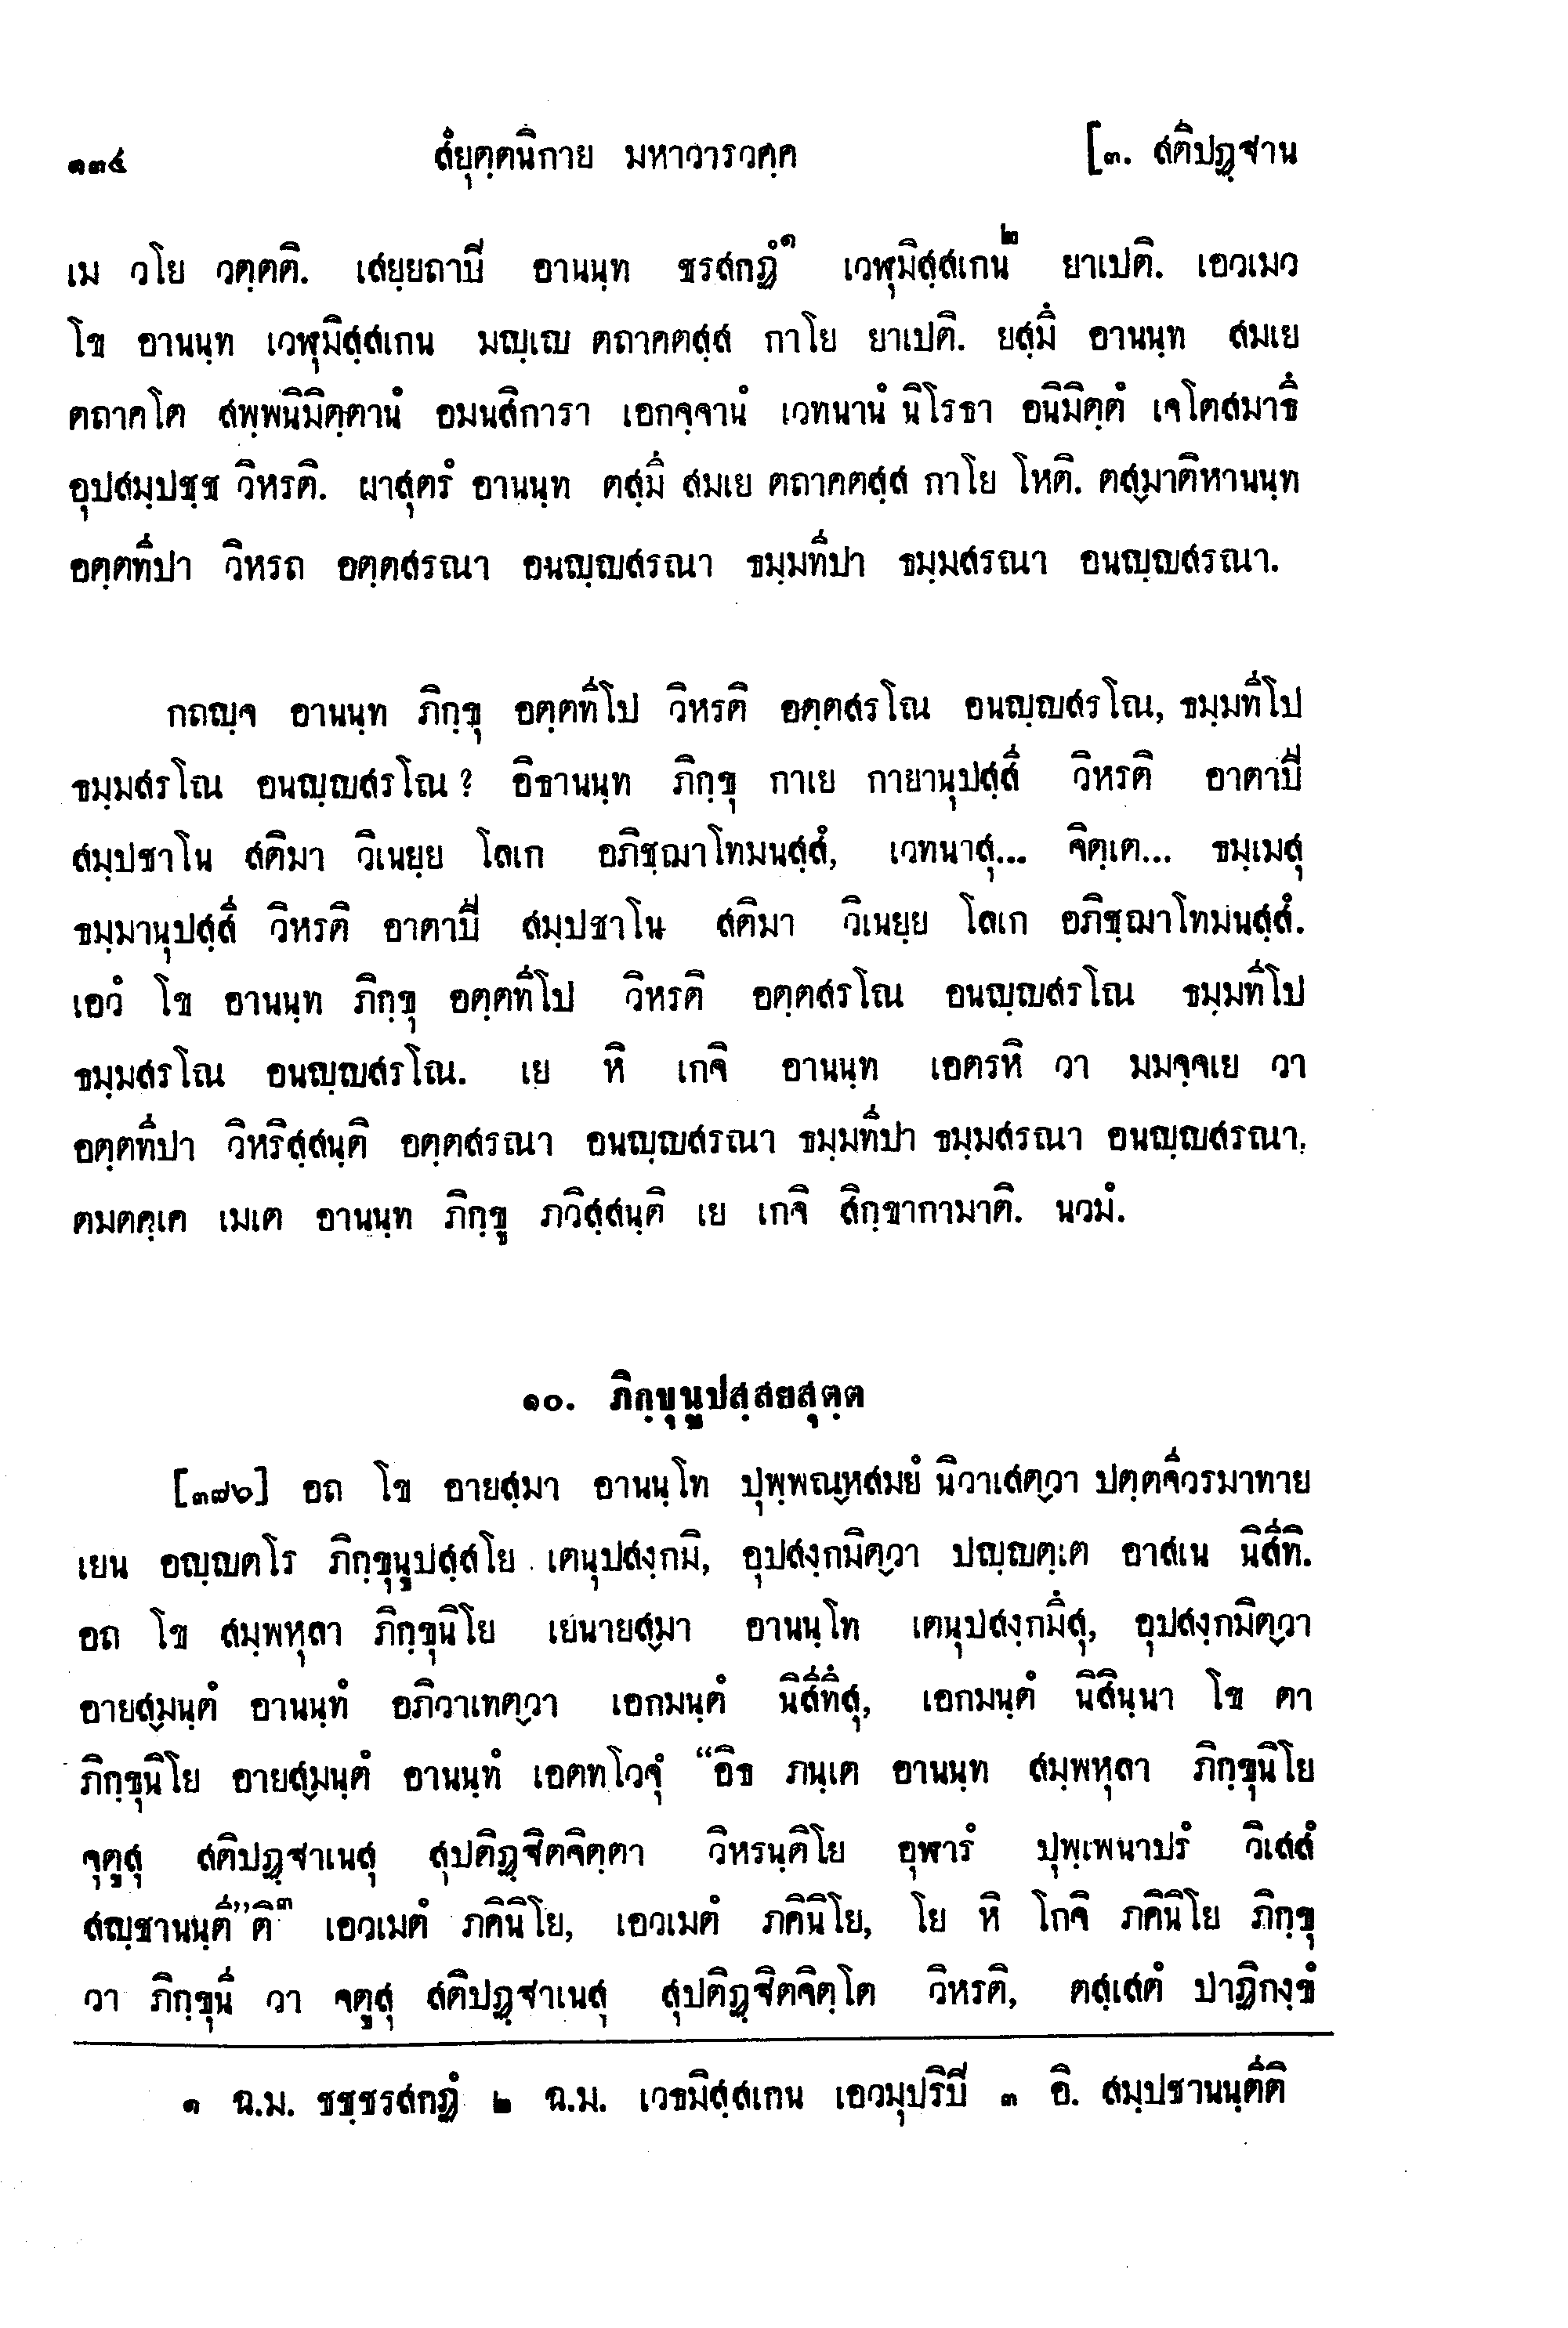 ๑๓๔ สํยุตฺตนิกาย มหาวารวคฺค [๓. สติปฏฺฐาน
เม วโย วตฺตติ. เสยฺยถาปิ อานนฺท ชรสกฏํ๑ เวฬุมิสฺสเกน๒ ยาเปติ. เอวเมว
โข อานนฺท เวฬุมิสฺสเกน มญฺเญ ตถาคตสฺส กาโย ยาเปติ. ยสฺมึ อานนฺท สมเย
ตถาคโต สพฺพนิมิตฺตานํ อมนสิการา เอกจฺจานํ เวทนานํ นิโรธา อนิมิตฺตํ เจโตสมาธึ
อุปสมฺปชฺช วิหรติ. ผาสุตรํ อานนฺท ตสฺมึ สมเย ตถาคตสฺส กาโย โหติ. ตสฺมาติหานนฺท
อตฺตทีปา วิหรถ อตฺตสรณา อนญฺญสรณา ธมฺมทีปา ธมฺมสรณา อนญฺญสรณา.
กถญฺจ อานนฺท ภิกฺขุ อตฺตทีโป วิหรติ อตฺตสรโณ อนญฺญสรโณ, ธมฺมทีโป
ธมฺมสรโณ อนญฺญสรโณ ? อิธานนฺท ภิกฺขุ กาเย กายานุปสฺสี วิหรติ อาตาปี
สมฺปชาโน สติมา วิเนยฺย โลเก อภิชฺฌาโทมนสฺสํ, เวทนาสุ... จิตฺเต... ธมฺเมสุ
ธมฺมานุปสฺสี วิหรติ อาตาปี สมฺปชาโน สติมา วิเนยฺย โลเก อภิชฺฌาโทมนสฺสํ.
เอวํ โข อานนฺท ภิกฺขุ อตฺตทีโป วิหรติ อตฺตสรโณ อนญฺญสรโณ ธมฺมทีโป
ธมฺมสรโณ อนญฺญสรโณ. เย หิ เกจิ อานนฺท เอตรหิ วา มมจฺจเย วา
อตฺตทีปา วิหริสฺสนฺติ อตฺตสรณา อนญฺญสรณา ธมฺมทีปา ธมฺมสรณา อนญฺญสรณา.
ตมตคฺเค เมเต อานนฺท ภิกฺขู ภวิสฺสนฺติ เย เกจิ สิกฺขากามาติ. นวมํ.
๑๐. ภิกฺขุนูปสฺสยสุตฺต
[๓๗๖] อถ โข อายสฺมา อานนฺโท ปุพฺพณฺหสมยํ นิวาเสตฺวา ปตฺตจีวรมาทาย
เยน อญฺญตโร ภิกฺขุนูปสฺสโย เตนุปสงฺกมิ, อุปสงฺกมิตฺวา ปญฺญตฺเต อาสเน นิสีทิ.
อถ โข สมฺพหุลา ภิกฺขุนิโย เยนายสฺมา อานนฺโท เตนุปสงฺกมึสุ, อุปสงฺกมิตฺวา
อายสฺมนฺตํ อานนฺทํ อภิวาเทตฺวา เอกมนฺตํ นิสีทึสุ, เอกมนฺตํ นิสินฺนา โข ตา
ภิกฺขุนิโย อายสฺมนฺตํ อานนฺทํ เอตทโวจุํ "อิธ ภนฺเต อานนฺท สมฺพหุลา ภิกฺขุนิโย
จตูสุ สติปฏฺฐาเนสุ สุปติฏฺฐิตจิตฺตา วิหรนฺติโย อุฬารํ ปุพฺเพนาปรํ วิเสสํ
สญฺชานนฺตี"ติ๓ เอวเมตํ ภคินิโย, เอวเมตํ ภคินิโย, โย หิ โกจิ ภคินิโย ภิกฺขุ
วา ภิกฺขุนี วา จตูสุ สติปฏฺฐาเนสุ สุปติฏฺฐิตจิตฺโต วิหรติ, ตสฺเสตํ ปาฏิกงฺขํ
๑ ฉ.ม. ชชฺชรสกฏํ ๒ ฉ.ม. เวธมิสฺสเกน เอวมุปริปิ ๓ อิ. สมฺปชานนฺตีติ